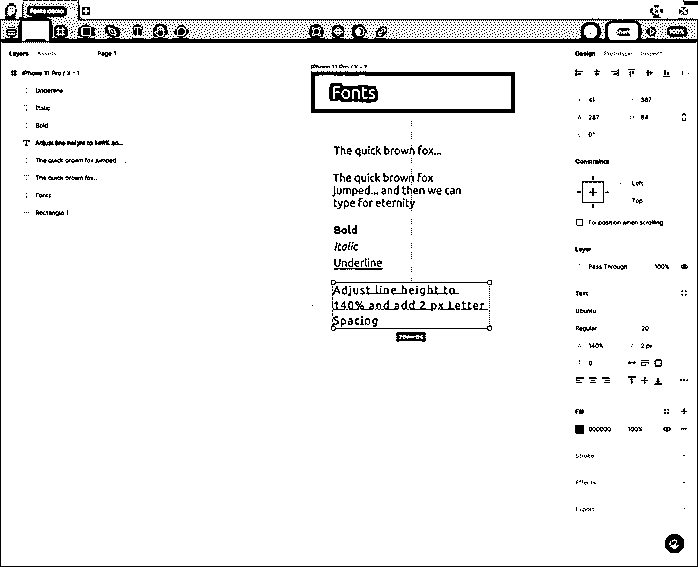 Fonts demo
100%
Layers Assets Page 1
Design Prototype Inspect
iPhone 11 Pro / X - 1
Underline
Italic
Bold
Adjust line height to 140% an...
The quick brown fox jumped ...
The quick brown fox...
Fonts
Rectangle 1
iPhone 11 Pro / X - 1
Fonts
The quick brown fox...
The quick brown fox
jumped... and then we can
type for eternity
Bold
Italic
Underline
Adjust line height to
140% and add 2 px Letter
Spacing
41 387
287 84
0°
Constraints
Left
Top
Fix position when scrolling
Layer
Pass Through 100%
Text
Ubuntu
Regular 20
140% 2 px
0
Fill
000000 100%
Stroke
Effects
Export